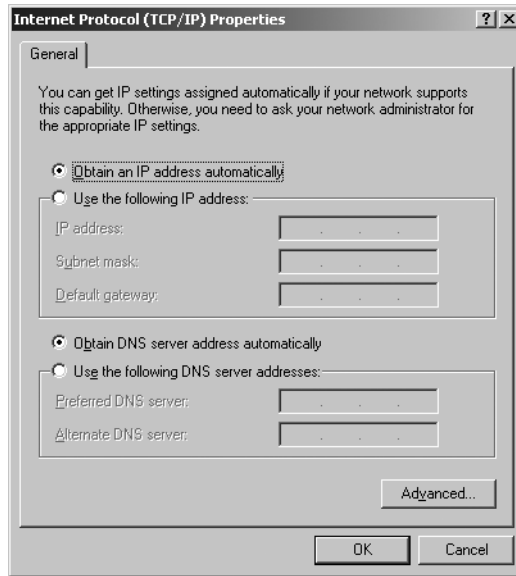 Internet Protocol (TCP/IP) Properties
General
You can get IP settings assigned automatically if your network supports
this capability. Otherwise, you need to ask your network administrator for
the appropriate IP settings.
Obtain an IP address automatically
Use the following IP address:
IP address:
Subnet mask:
Default gateway:
Obtain DNS server address automatically
Use the following DNS server addresses:
Preferred DNS server:
Alternate DNS server:
Advanced...
OK Cancel